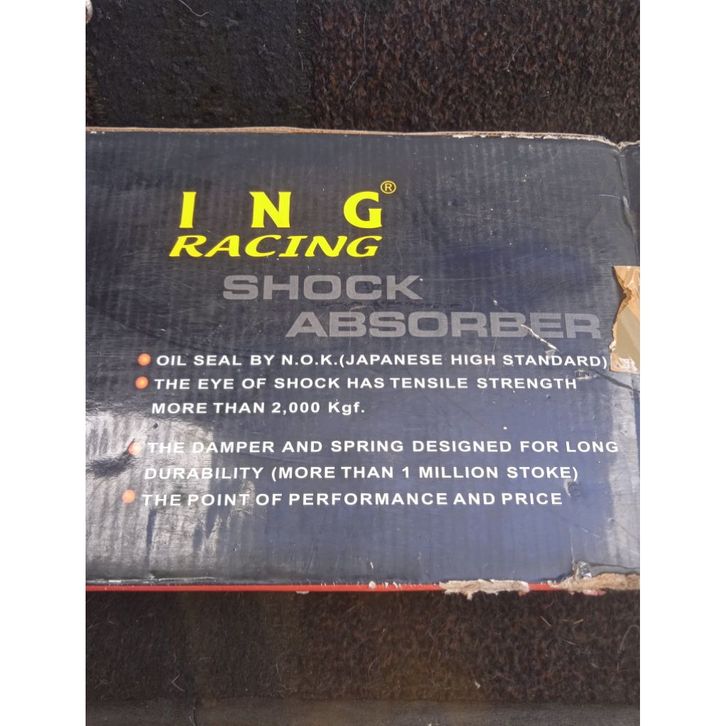 ING®
RACING
SHOCK
ABSORBER
OIL SEAL BY N.O.K.(JAPANESE HIGH STANDARD)
THE EYE OF SHOCK HAS TENSILE STRENGTH
MORE THAN 2,000 Kgf.
THE DAMPER AND SPRING DESIGNED FOR LONG
DURABILITY (MORE THAN 1 MILLION STOKE)
THE POINT OF PERFORMANCE AND PRICE